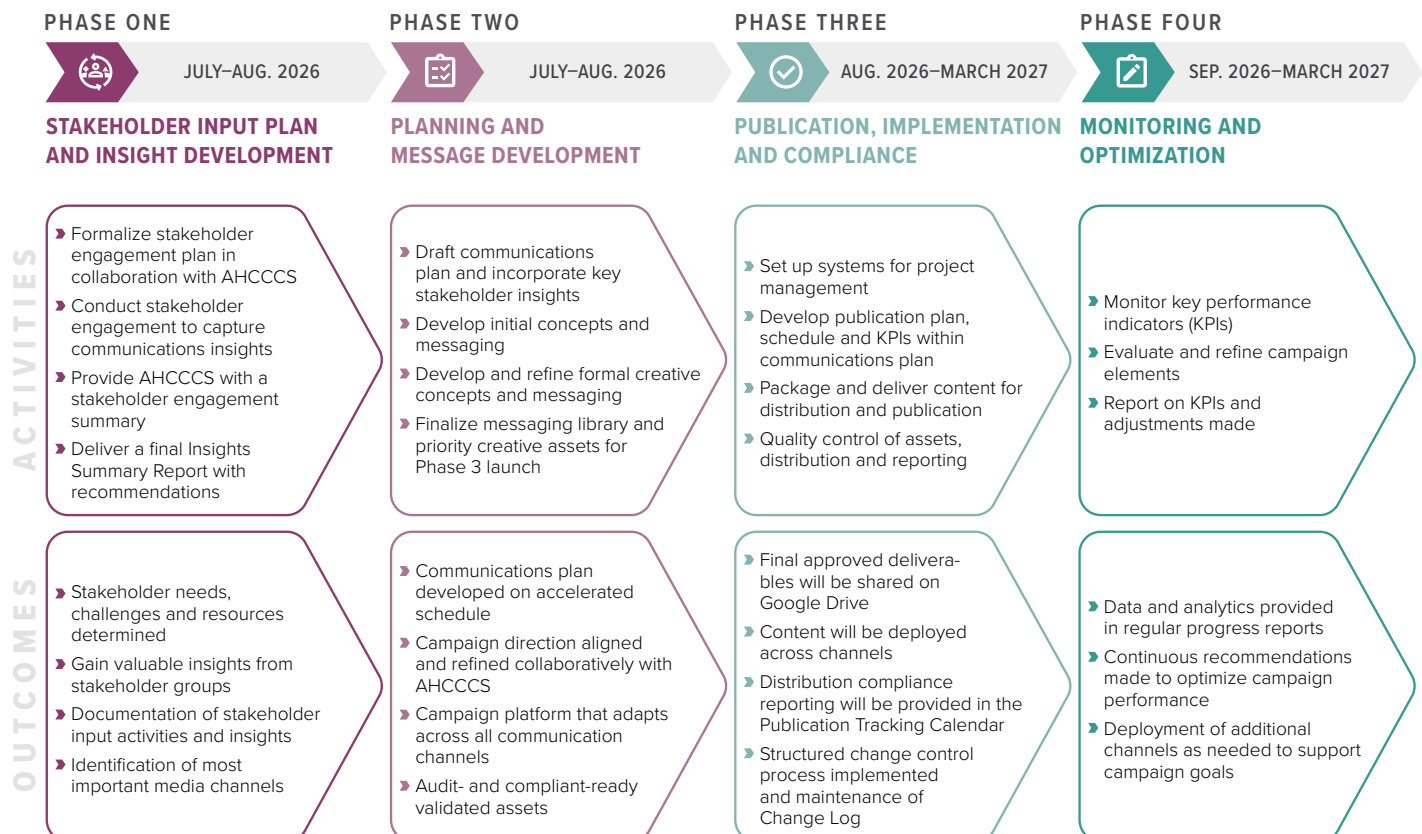 PHASE ONE
JULY–AUG. 2026
STAKEHOLDER INPUT PLAN
AND INSIGHT DEVELOPMENT
PHASE TWO
JULY–AUG. 2026
PLANNING AND
MESSAGE DEVELOPMENT
PHASE THREE
AUG. 2026–MARCH 2027
PUBLICATION, IMPLEMENTATION
AND COMPLIANCE
PHASE FOUR
SEP. 2026–MARCH 2027
MONITORING AND
OPTIMIZATION
ACTIVITIES
Formalize stakeholder
engagement plan in
collaboration with AHCCCS
Conduct stakeholder
engagement to capture
communications insights
Provide AHCCCS with a
stakeholder engagement
summary
Deliver a final Insights
Summary Report with
recommendations
Draft communications
plan and incorporate key
stakeholder insights
Develop initial concepts and
messaging
Develop and refine formal creative
concepts and messaging
Finalize messaging library and
priority creative assets for
Phase 3 launch
Set up systems for project
management
Develop publication plan,
schedule and KPIs within
communications plan
Package and deliver content for
distribution and publication
Quality control of assets,
distribution and reporting
Monitor key performance
indicators (KPIs)
Evaluate and refine campaign
elements
Report on KPIs and
adjustments made
OUTCOMES
Stakeholder needs,
challenges and resources
determined
Gain valuable insights from
stakeholder groups
Documentation of stakeholder
input activities and insights
Identification of most
important media channels
Communications plan
developed on accelerated
schedule
Campaign direction aligned
and refined collaboratively with
AHCCCS
Campaign platform that adapts
across all communication
channels
Audit- and compliant-ready
validated assets
Final approved delivera-
bles will be shared on
Google Drive
Content will be deployed
across channels
Distribution compliance
reporting will be provided in the
Publication Tracking Calendar
Structured change control
process implemented
and maintenance of
Change Log
Data and analytics provided
in regular progress reports
Continuous recommendations
made to optimize campaign
performance
Deployment of additional
channels as needed to support
campaign goals